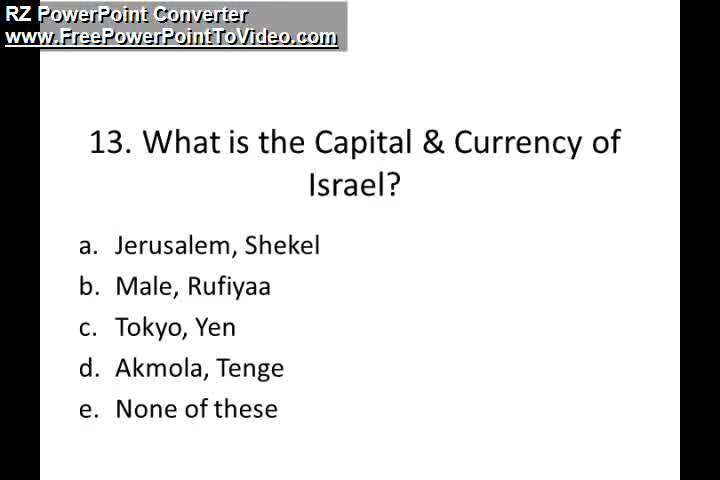 RZ PowerPoint Converter
www.FreePowerPointToVideo.com
13. What is the Capital & Currency of
Israel?
a. Jerusalem, Shekel
b. Male, Rufiyaa
c. Tokyo, Yen
d. Akmola, Tenge
e. None of these